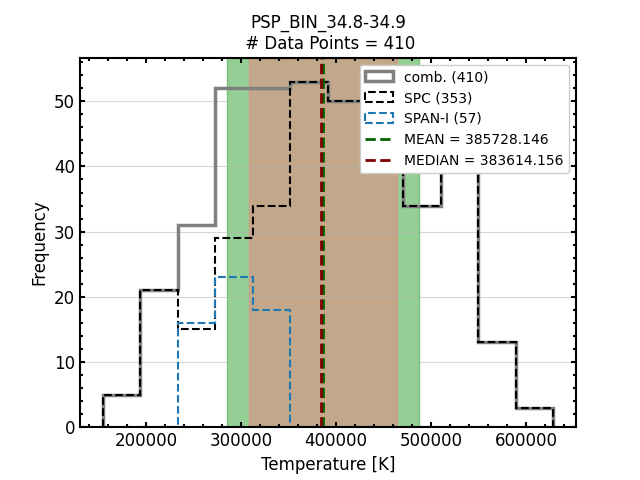 PSP_BIN_34.8-34.9
# Data Points = 410
comb. (410)
SPC (353)
SPAN-I (57)
MEAN = 385728.146
MEDIAN = 383614.156
Frequency
50
40
30
20
10
0
200000 300000 400000 500000 600000
Temperature [K]